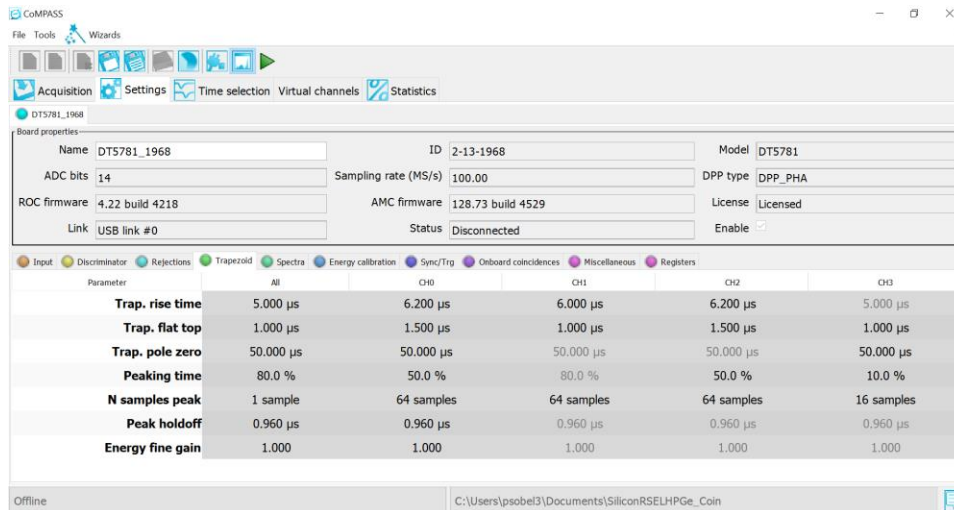 CoMPASS
File Tools Wizards
Acquisition Settings Time selection Virtual channels Statistics
DT5781_1968
Board properties
Name DT5781_1968 ID 2-13-1968 Model DT5781
ADC bits 14 Sampling rate (MS/s) 100.00 DPP type DPP_PHA
ROC firmware 4.22 build 4218 AMC firmware 128.73 build 4529 License Licensed
Link USB link #0 Status Disconnected Enable
Input Discriminator Rejections Trapezoid Spectra Energy calibration Sync/Trg Onboard coincidences Miscellaneous Registers
Parameter All CH0 CH1 CH2 CH3
Trap. rise time 5.000 µs 6.200 µs 6.000 µs 6.200 µs 5.000 µs
Trap. flat top 1.000 µs 1.500 µs 1.000 µs 1.500 µs 1.000 µs
Trap. pole zero 50.000 µs 50.000 µs 50.000 µs 50.000 µs 50.000 µs
Peaking time 80.0 % 50.0 % 80.0 % 50.0 % 10.0 %
N samples peak 1 sample 64 samples 64 samples 64 samples 16 samples
Peak holdoff 0.960 µs 0.960 µs 0.960 µs 0.960 µs 0.960 µs
Energy fine gain 1.000 1.000 1.000 1.000 1.000
Offline C:\Users\psobel3\Documents\SiliconRSELHPGe_Coin